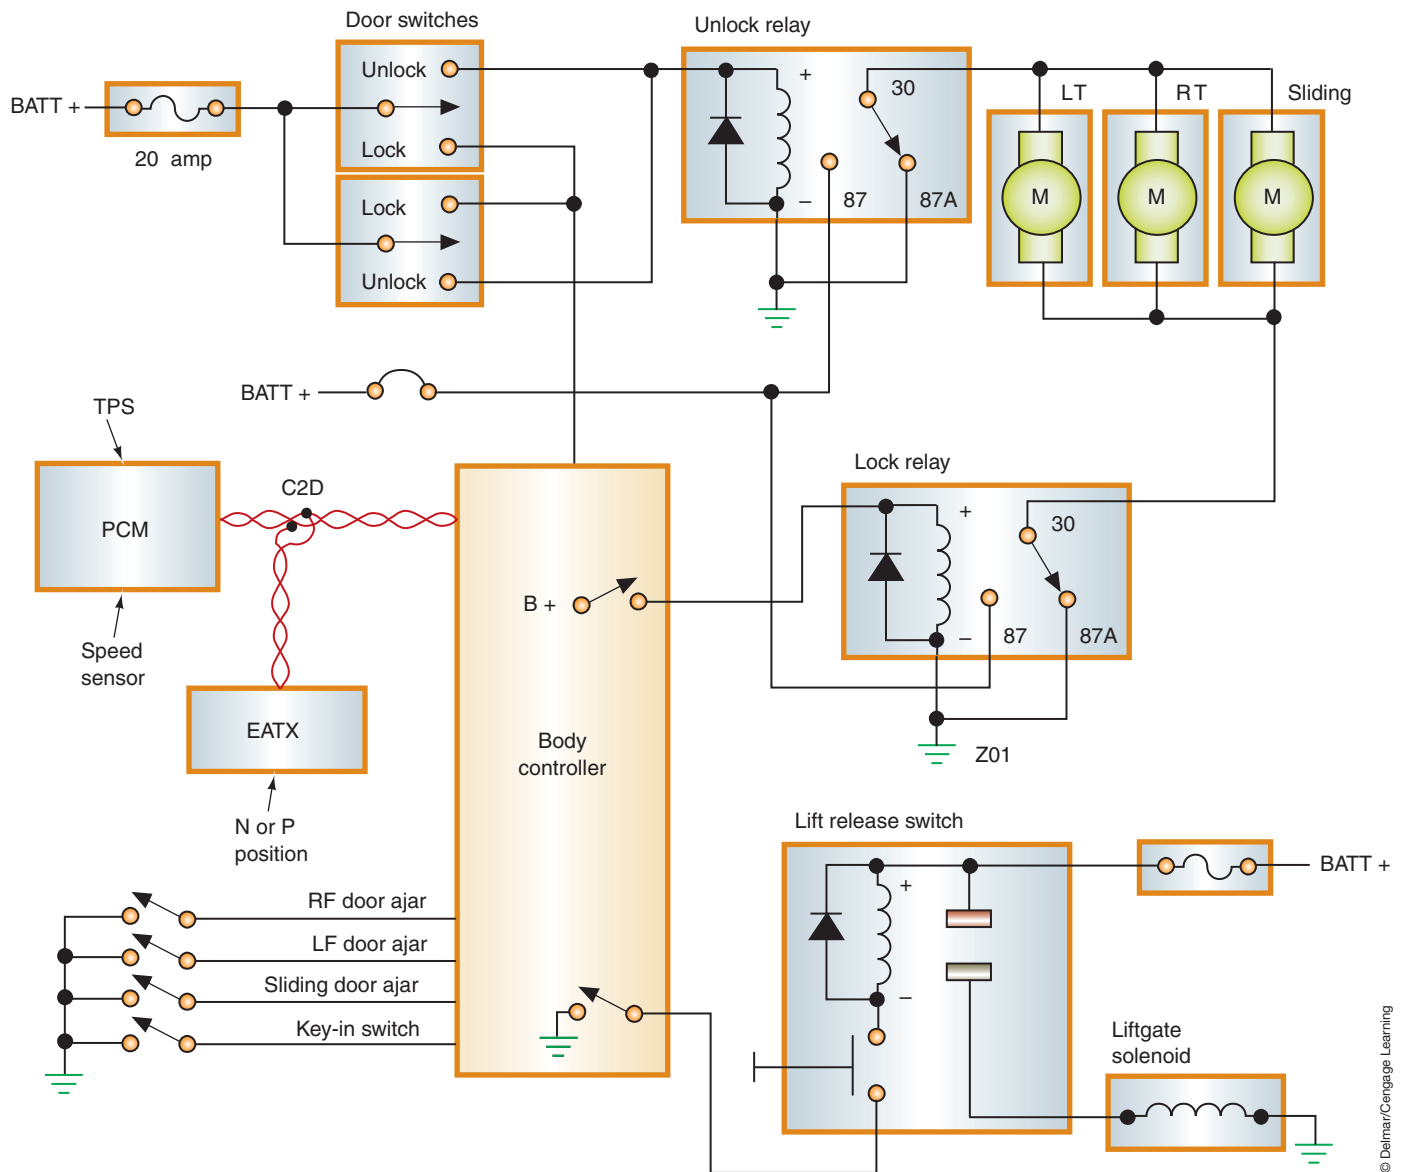 Door switches
Unlock relay
Unlock
BATT +
20 amp
Lock
Lock
Unlock
+
–
30
87
87A
LT
RT
Sliding
M
M
M
BATT +
TPS
PCM
C2D
Speed
sensor
EATX
N or P
position
B +
Body
controller
Lock relay
+
–
30
87
87A
Z01
RF door ajar
LF door ajar
Sliding door ajar
Key-in switch
Lift release switch
+
–
BATT +
Liftgate
solenoid
© Delmar/Cengage Learning